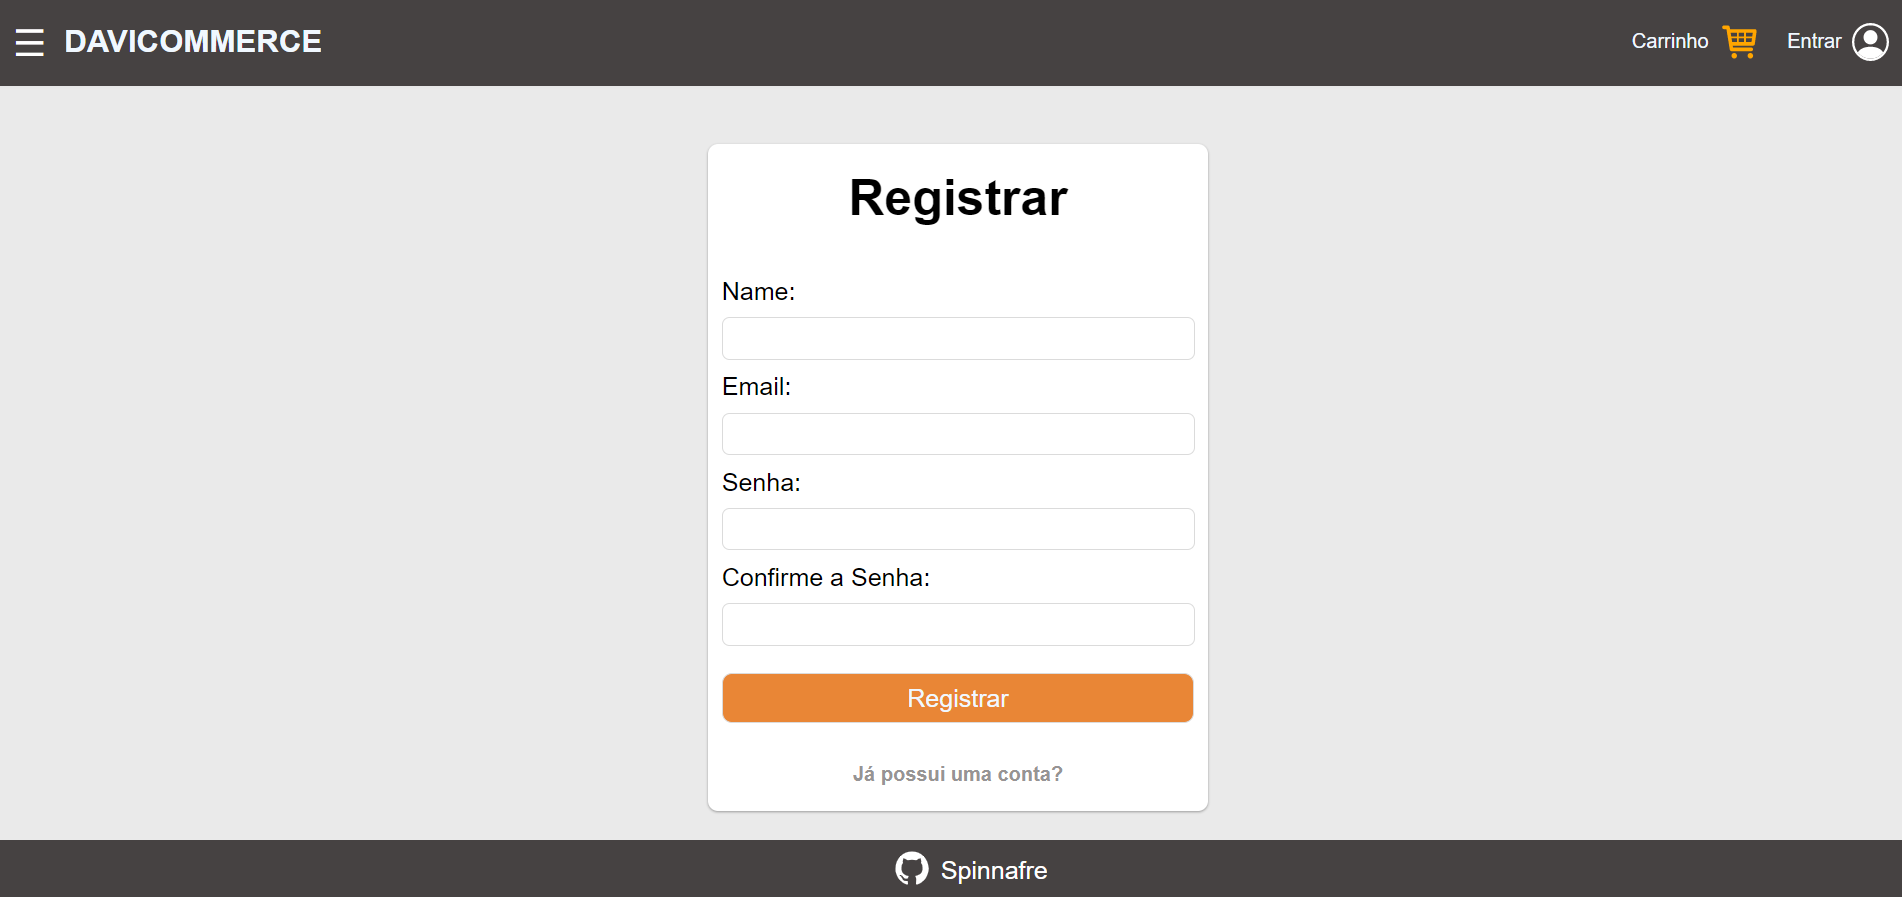 DAVICOMMERCE
Carrinho
Entrar
Registrar
Name:
Email:
Senha:
Confirme a Senha:
Registrar
Já possui uma conta?
Spinnafre